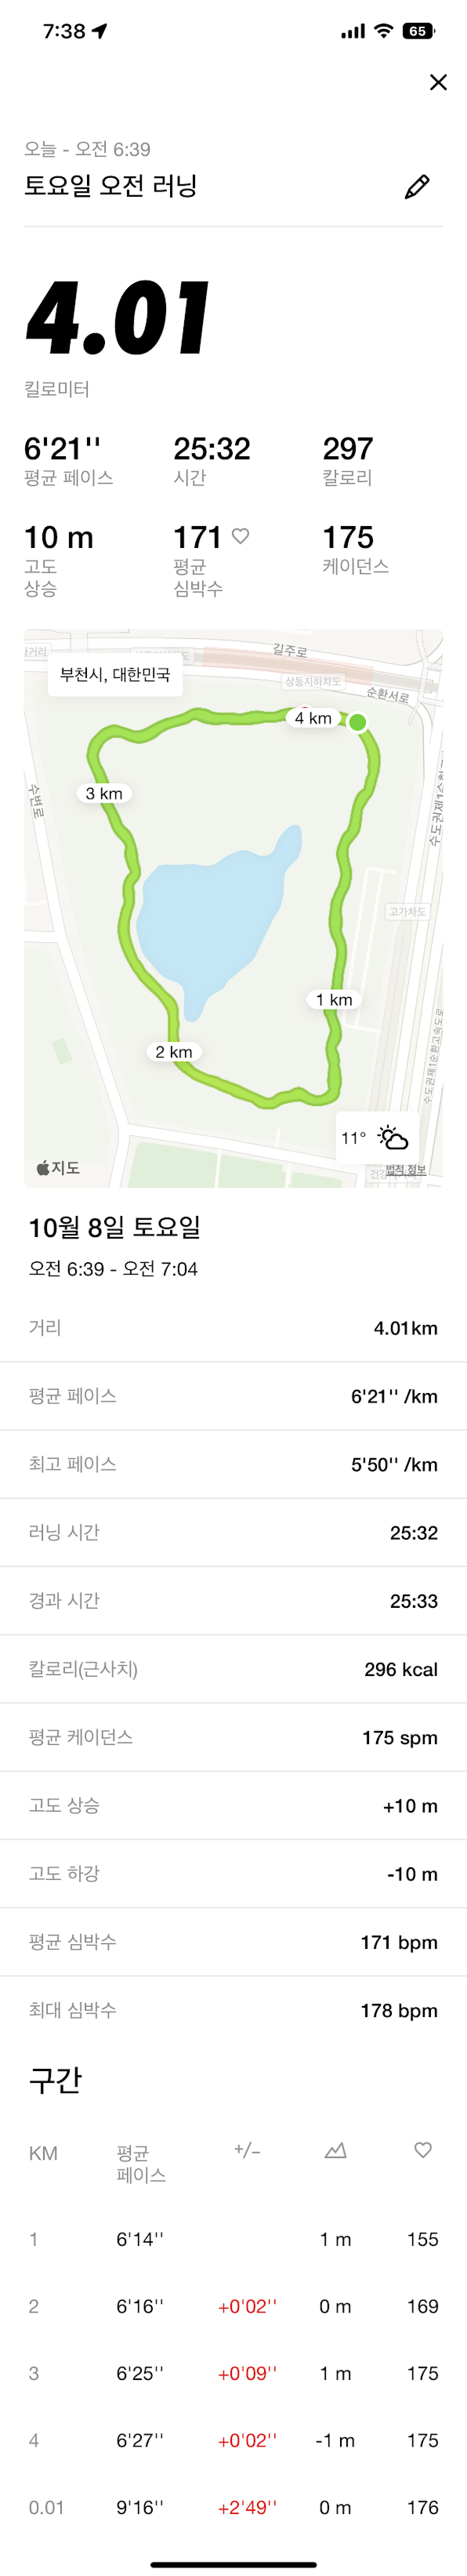 7:38
65
오늘 - 오전 6:39
토요일 오전 러닝
4.01
킬로미터
6'21'' 25:32 297
평균 페이스 시간 칼로리
10 m 171 175
고도 평균 케이던스
상승 심박수
길주로
상동지하차도
순환서로
부천시, 대한민국
4 km
3 km
수변로
고가차도
1 km
2 km
수도권제1순환고속도로
11°
지도
법적 정보
10월 8일 토요일
오전 6:39 - 오전 7:04
거리 4.01km
평균 페이스 6'21'' /km
최고 페이스 5'50'' /km
러닝 시간 25:32
경과 시간 25:33
칼로리(근사치) 296 kcal
평균 케이던스 175 spm
고도 상승 +10 m
고도 하강 -10 m
평균 심박수 171 bpm
최대 심박수 178 bpm
구간
KM 평균 +/-
페이스
1 6'14'' 1 m 155
2 6'16'' +0'02'' 0 m 169
3 6'25'' +0'09'' 1 m 175
4 6'27'' +0'02'' -1 m 175
0.01 9'16'' +2'49'' 0 m 176